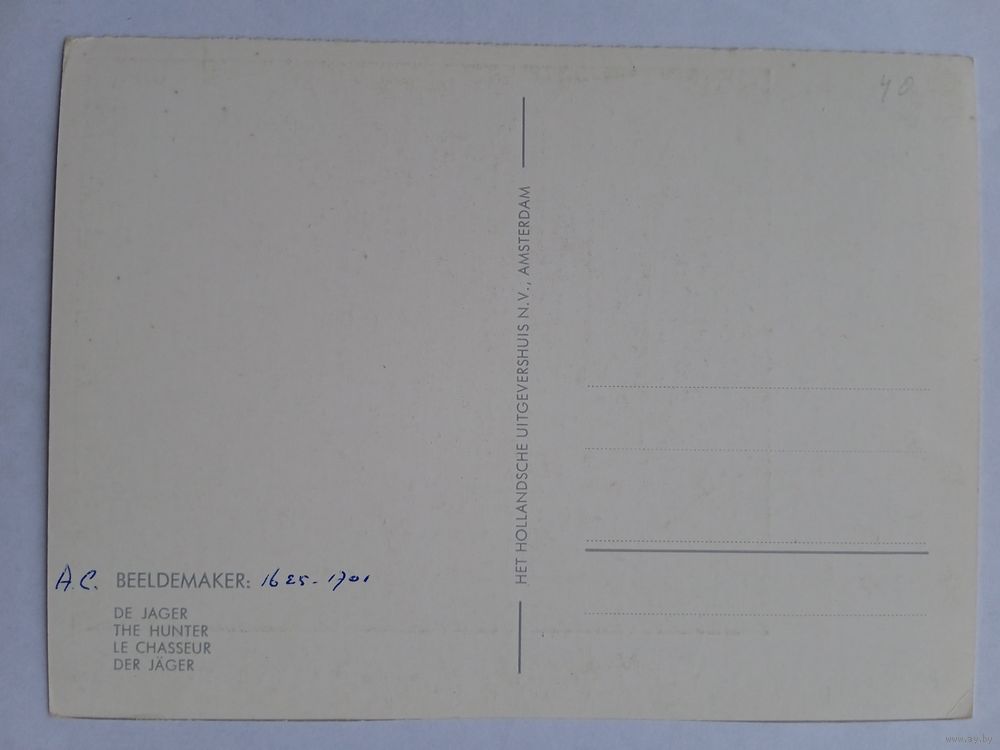 40
HET HOLLANDSCHE UITGEVERSHUIS N.V., AMSTERDAM
A.C. BEELDEMAKER: 1625-1701
DE JAGER
THE HUNTER
LE CHASSEUR
DER JÄGER
www.ay.by